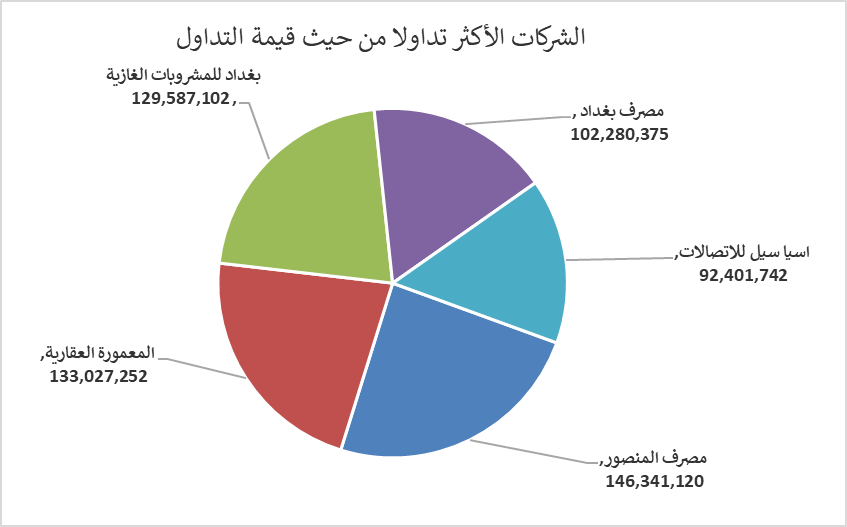 الشركات الأكثر تداولا من حيث قيمة التداول
بغداد للمشروبات الغازية
, 129,587,102
مصرف بغداد ,
102,280,375
اسيا سيل للاتصالات,
92,401,742
المعمورة العقارية,
133,027,252
مصرف المنصور,
146,341,120